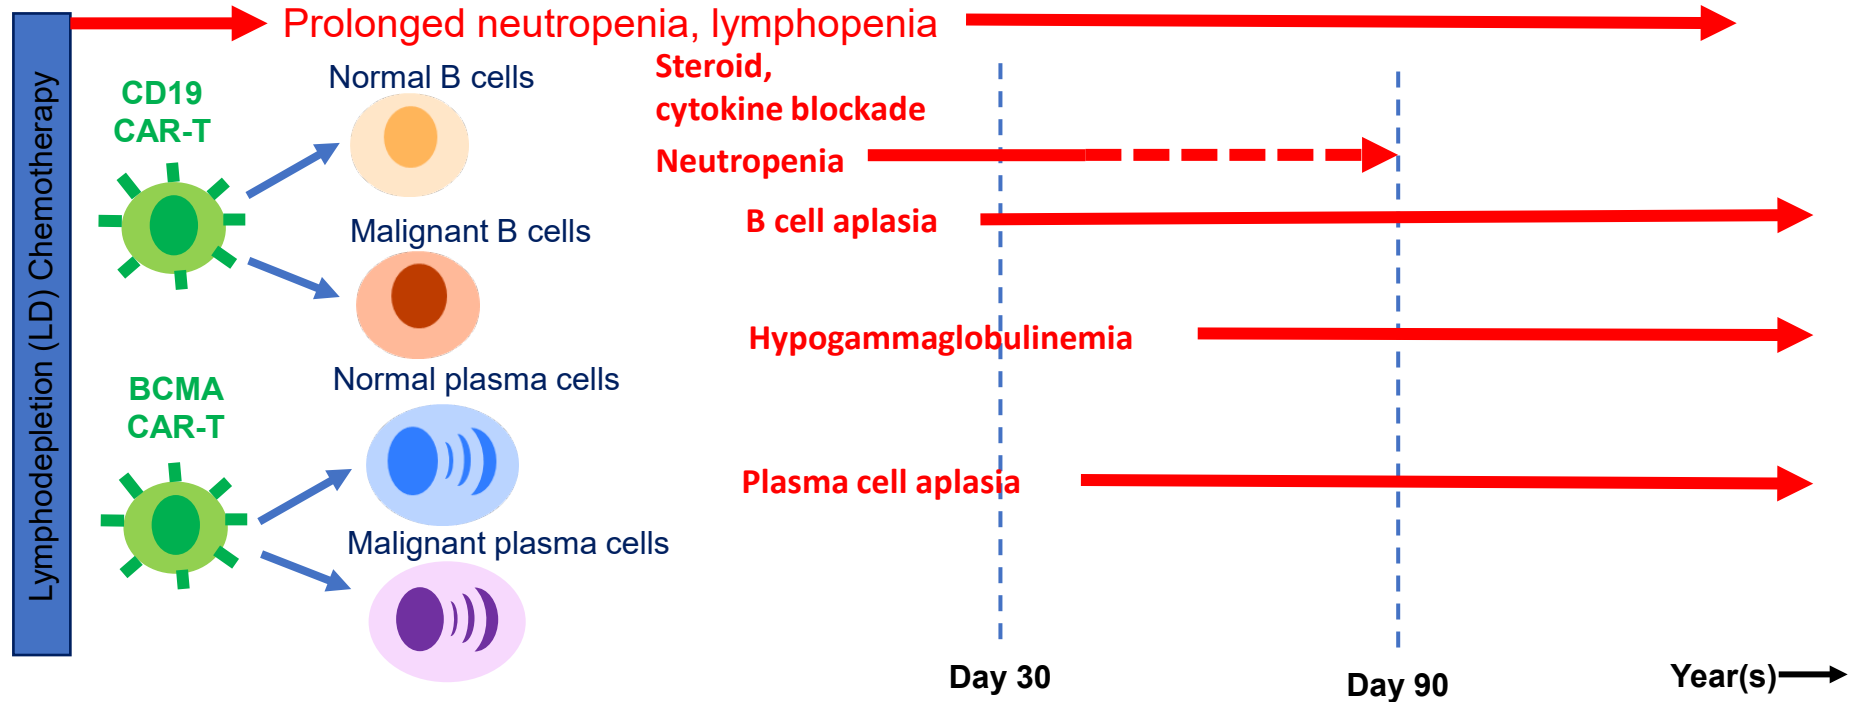 Lymphodepletion (LD) Chemotherapy
Prolonged neutropenia, lymphopenia
CD19
CAR-T
Normal B cells
Malignant B cells
BCMA
CAR-T
Normal plasma cells
Malignant plasma cells
Steroid,
cytokine blockade
Neutropenia
B cell aplasia
Hypogammaglobulinemia
Plasma cell aplasia
Day 30
Day 90
Year(s)